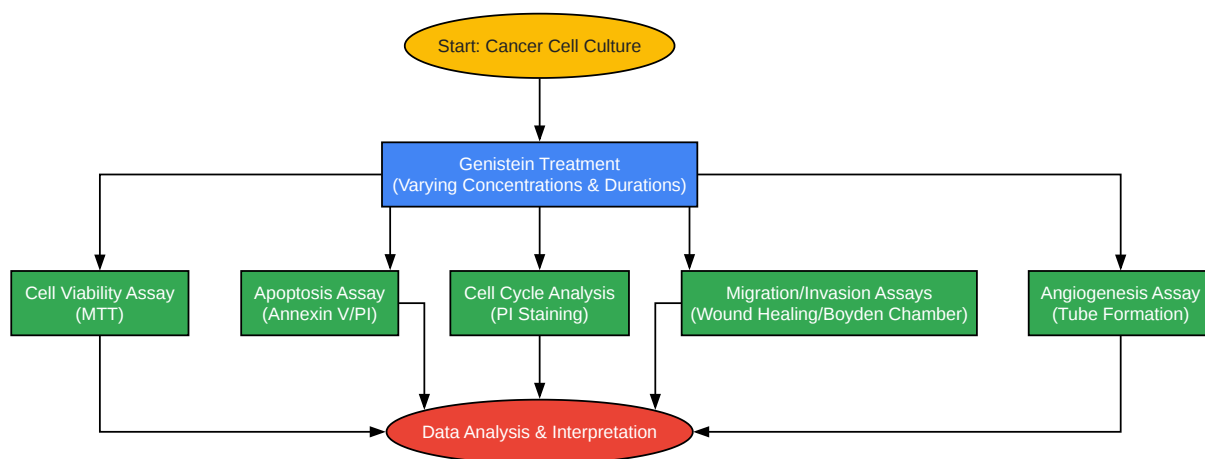 Start: Cancer Cell Culture
Genistein Treatment
(Varying Concentrations & Durations)
Cell Viability Assay
(MTT)
Apoptosis Assay
(Annexin V/PI)
Cell Cycle Analysis
(PI Staining)
Migration/Invasion Assays
(Wound Healing/Boyden Chamber)
Angiogenesis Assay
(Tube Formation)
Data Analysis & Interpretation